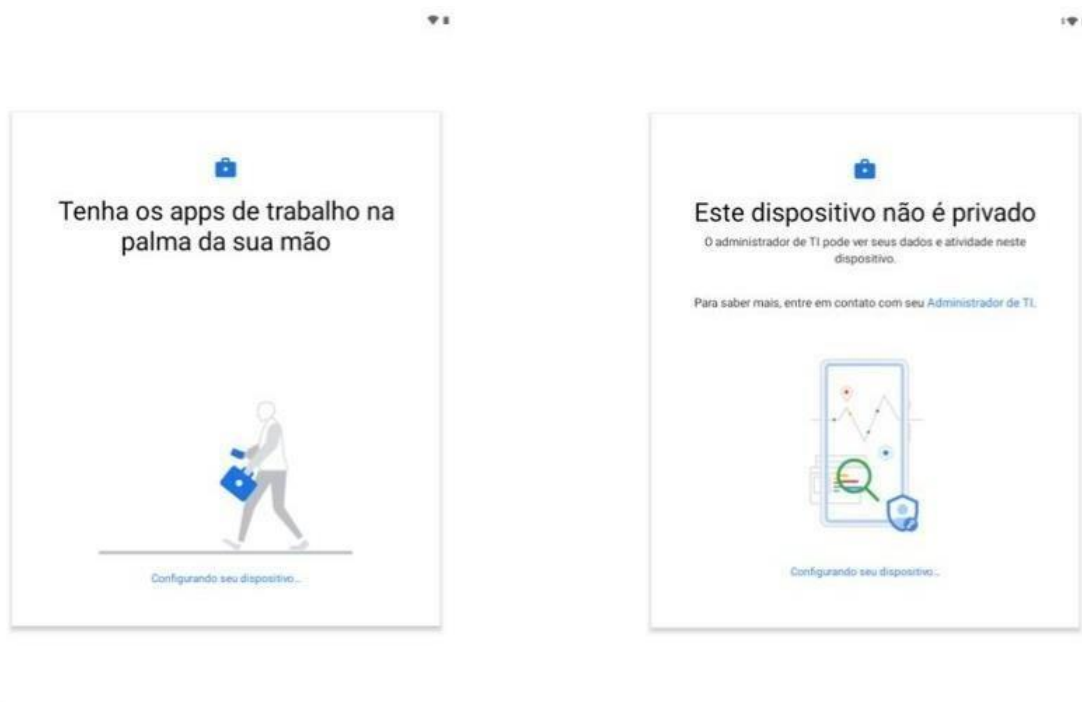 Tenha os apps de trabalho na
palma da sua mão
Configurando seu dispositivo...
Este dispositivo não é privado
O administrador de TI pode ver seus dados e atividade neste
dispositivo.
Para saber mais, entre em contato com seu Administrador de TI.
Configurando seu dispositivo...